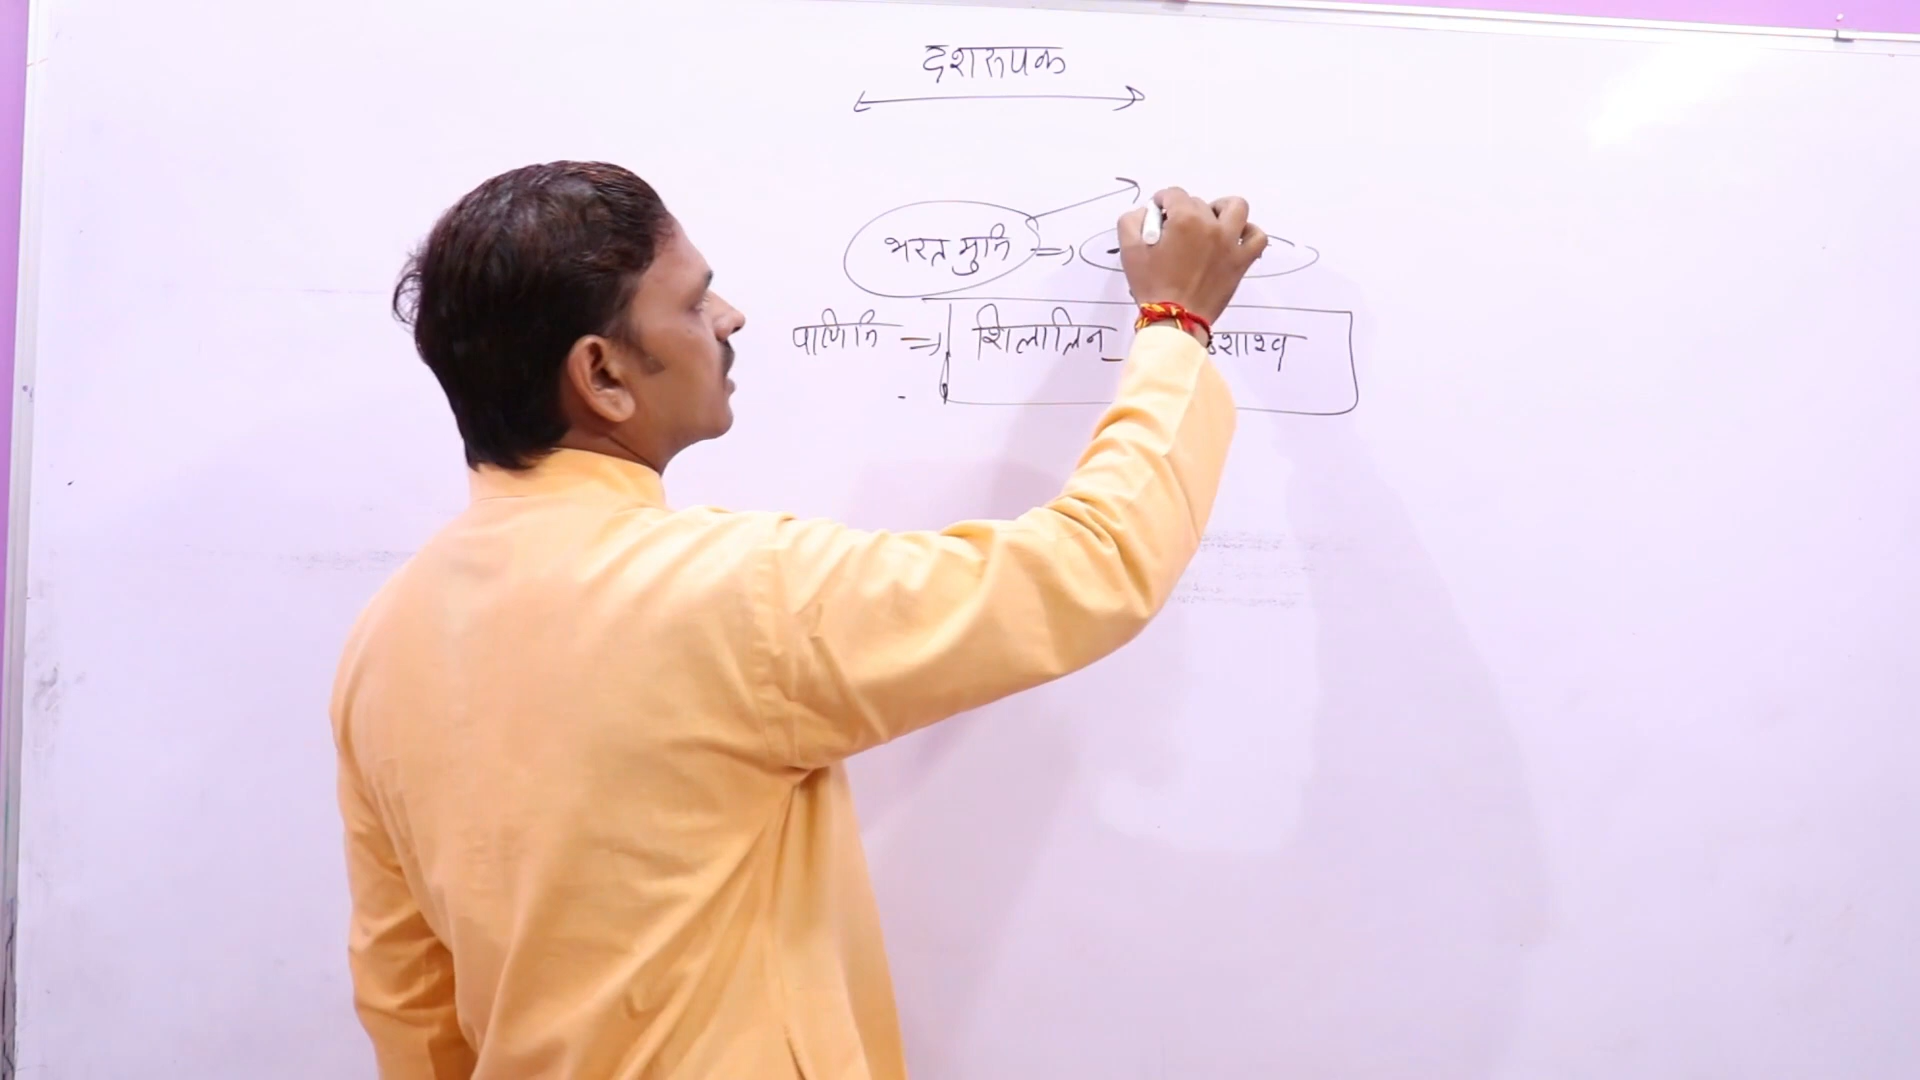 दशरुपक
भरत मुनि =>
पाणिनि => शिलालिन्